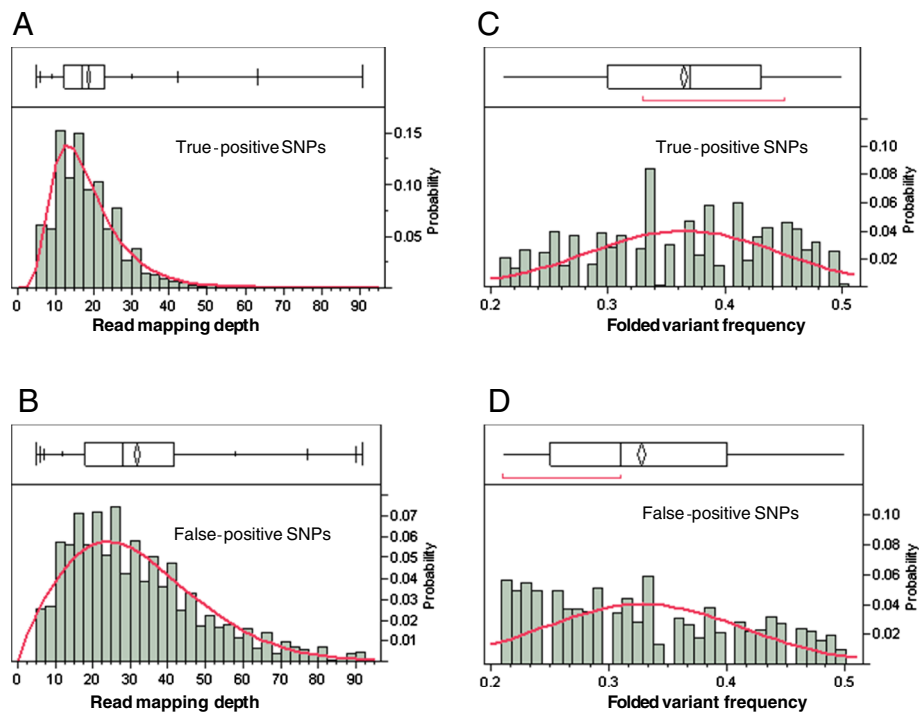 A
True-positive SNPs
0.15
0.10
0.05
Probability
0 10 20 30 40 50 60 70 80 90
Read mapping depth
C
True-positive SNPs
0.10
0.08
0.06
0.04
0.02
Probability
0.2 0.3 0.4 0.5
Folded variant frequency
B
False-positive SNPs
0.07
0.06
0.05
0.04
0.03
0.02
0.01
Probability
0 10 20 30 40 50 60 70 80 90
Read mapping depth
D
False-positive SNPs
0.10
0.08
0.06
0.04
0.02
Probability
0.2 0.3 0.4 0.5
Folded variant frequency